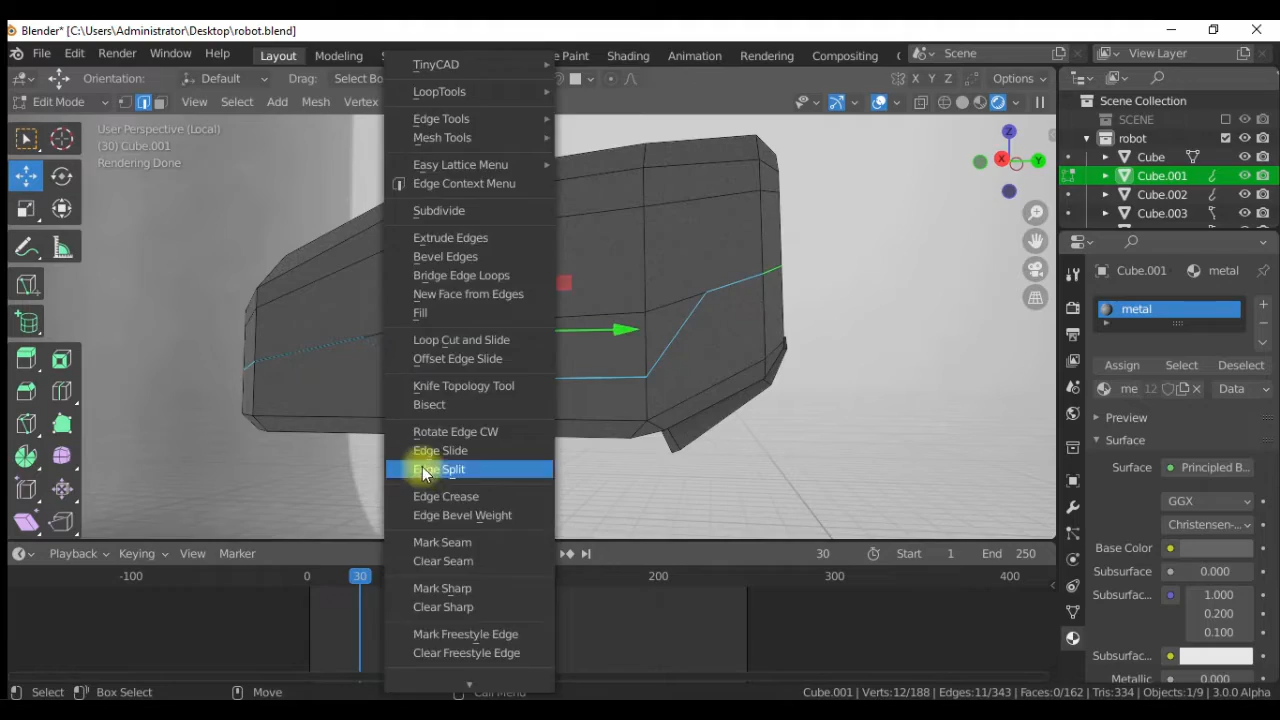 Blender* [C:\Users\Administrator\Desktop\robot.blend]
File Edit Render Window Help
Layout Modeling Paint Shading Animation Rendering Compositing
Scene
View Layer
Orientation: Default Drag: Select Bo
X Y Z Options
Edit Mode View Select Add Mesh Vertex
User Perspective (Local)
(30) Cube.001
Rendering Done
TinyCAD
LoopTools
Edge Tools
Mesh Tools
Easy Lattice Menu
Edge Context Menu
Subdivide
Extrude Edges
Bevel Edges
Bridge Edge Loops
New Face from Edges
Fill
Loop Cut and Slide
Offset Edge Slide
Knife Topology Tool
Bisect
Rotate Edge CW
Edge Slide
Edge Split
Edge Crease
Edge Bevel Weight
Mark Seam
Clear Seam
Mark Sharp
Clear Sharp
Mark Freestyle Edge
Clear Freestyle Edge
Z
X
Y
Scene Collection
SCENE
robot
Cube
Cube.001
Cube.002
Cube.003
Cube.001 metal
metal
Assign Select Deselect
me 12 Data
Preview
Surface
Surface Principled B...
GGX
Christensen-...
Base Color
Subsurface 0.000
Subsurfac.. 1.000
0.200
0.100
Subsurfac..
Metallic 0.000
Playback Keying View Marker
30 Start 1 End 250
-100 0 30 200 300 400
Select Box Select Move Call Menu
Cube.001 | Verts:12/188 | Edges:11/343 | Faces:0/162 | Tris:334 | Objects:1/9 | 3.0.0 Alpha